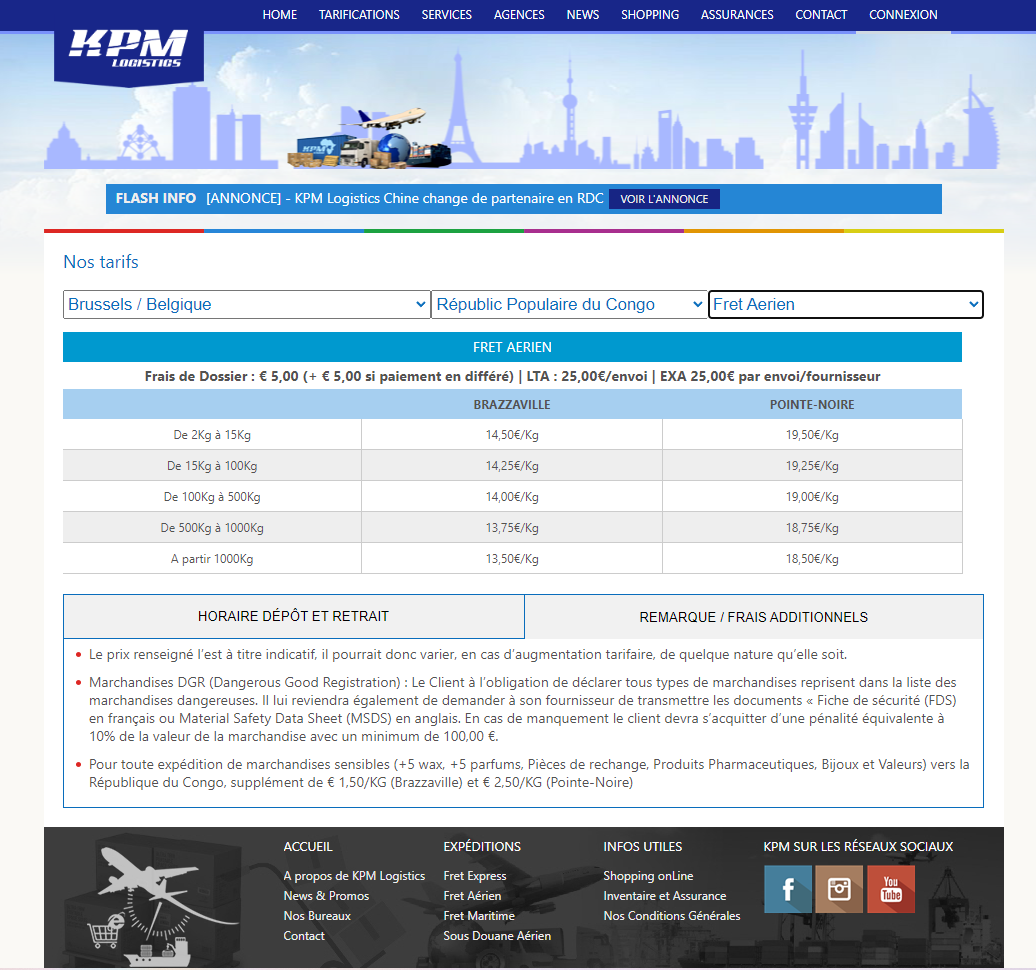 HOME TARIFICATIONS SERVICES AGENCES NEWS SHOPPING ASSURANCES CONTACT CONNEXION
KPM
LOGISTICS
KPM
FLASH INFO [ANNONCE] - KPM Logistics Chine change de partenaire en RDC VOIR L'ANNONCE
Nos tarifs
Brussels / Belgique Républic Populaire du Congo Fret Aerien
FRET AERIEN
Frais de Dossier : € 5,00 (+ € 5,00 si paiement en différé) | LTA : 25,00€/envoi | EXA 25,00€ par envoi/fournisseur
BRAZZAVILLE POINTE-NOIRE
De 2Kg à 15Kg 14,50€/Kg 19,50€/Kg
De 15Kg à 100Kg 14,25€/Kg 19,25€/Kg
De 100Kg à 500Kg 14,00€/Kg 19,00€/Kg
De 500Kg à 1000Kg 13,75€/Kg 18,75€/Kg
A partir 1000Kg 13,50€/Kg 18,50€/Kg
HORAIRE DÉPÔT ET RETRAIT REMARQUE / FRAIS ADDITIONNELS
• Le prix renseigné l’est à titre indicatif, il pourrait donc varier, en cas d’augmentation tarifaire, de quelque nature qu’elle soit.
• Marchandises DGR (Dangerous Good Registration) : Le Client à l’obligation de déclarer tous types de marchandises reprisent dans la liste des
marchandises dangereuses. Il lui reviendra également de demander à son fournisseur de transmettre les documents « Fiche de sécurité (FDS)
en français ou Material Safety Data Sheet (MSDS) en anglais. En cas de manquement le client devra s’acquitter d’une pénalité équivalente à
10% de la valeur de la marchandise avec un minimum de 100,00 €.
• Pour toute expédition de marchandises sensibles (+5 wax, +5 parfums, Pièces de rechange, Produits Pharmaceutiques, Bijoux et Valeurs) vers la
République du Congo, supplément de € 1,50/KG (Brazzaville) et € 2,50/KG (Pointe-Noire)
ACCUEIL EXPÉDITIONS INFOS UTILES KPM SUR LES RÉSEAUX SOCIAUX
A propos de KPM Logistics Fret Express Shopping onLine
News & Promos Fret Aérien Inventaire et Assurance
Nos Bureaux Fret Maritime Nos Conditions Générales
Contact Sous Douane Aérien
f
You
Tube